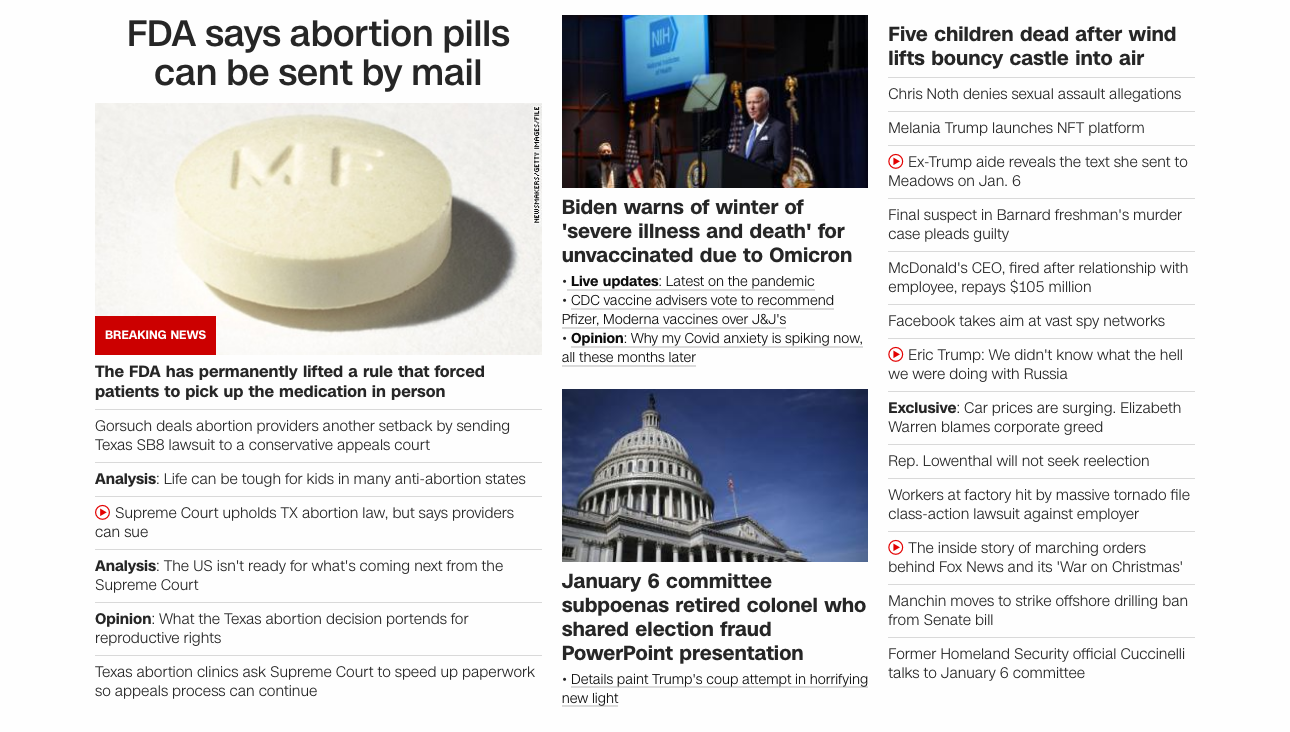 FDA says abortion pills
can be sent by mail
MF
NEWSMAKERS/GETTY IMAGES/FILE
BREAKING NEWS
The FDA has permanently lifted a rule that forced
patients to pick up the medication in person
Gorsuch deals abortion providers another setback by sending
Texas SB8 lawsuit to a conservative appeals court
Analysis: Life can be tough for kids in many anti-abortion states
Supreme Court upholds TX abortion law, but says providers
can sue
Analysis: The US isn't ready for what's coming next from the
Supreme Court
Opinion: What the Texas abortion decision portends for
reproductive rights
Texas abortion clinics ask Supreme Court to speed up paperwork
so appeals process can continue
NIH
National Institutes
of Health
Biden warns of winter of
'severe illness and death' for
unvaccinated due to Omicron
• Live updates: Latest on the pandemic
• CDC vaccine advisers vote to recommend
Pfizer, Moderna vaccines over J&J's
• Opinion: Why my Covid anxiety is spiking now,
all these months later
January 6 committee
subpoenas retired colonel who
shared election fraud
PowerPoint presentation
• Details paint Trump's coup attempt in horrifying
new light
Five children dead after wind
lifts bouncy castle into air
Chris Noth denies sexual assault allegations
Melania Trump launches NFT platform
Ex-Trump aide reveals the text she sent to
Meadows on Jan. 6
Final suspect in Barnard freshman's murder
case pleads guilty
McDonald's CEO, fired after relationship with
employee, repays $105 million
Facebook takes aim at vast spy networks
Eric Trump: We didn't know what the hell
we were doing with Russia
Exclusive: Car prices are surging. Elizabeth
Warren blames corporate greed
Rep. Lowenthal will not seek reelection
Workers at factory hit by massive tornado file
class-action lawsuit against employer
The inside story of marching orders
behind Fox News and its 'War on Christmas'
Manchin moves to strike offshore drilling ban
from Senate bill
Former Homeland Security official Cuccinelli
talks to January 6 committee